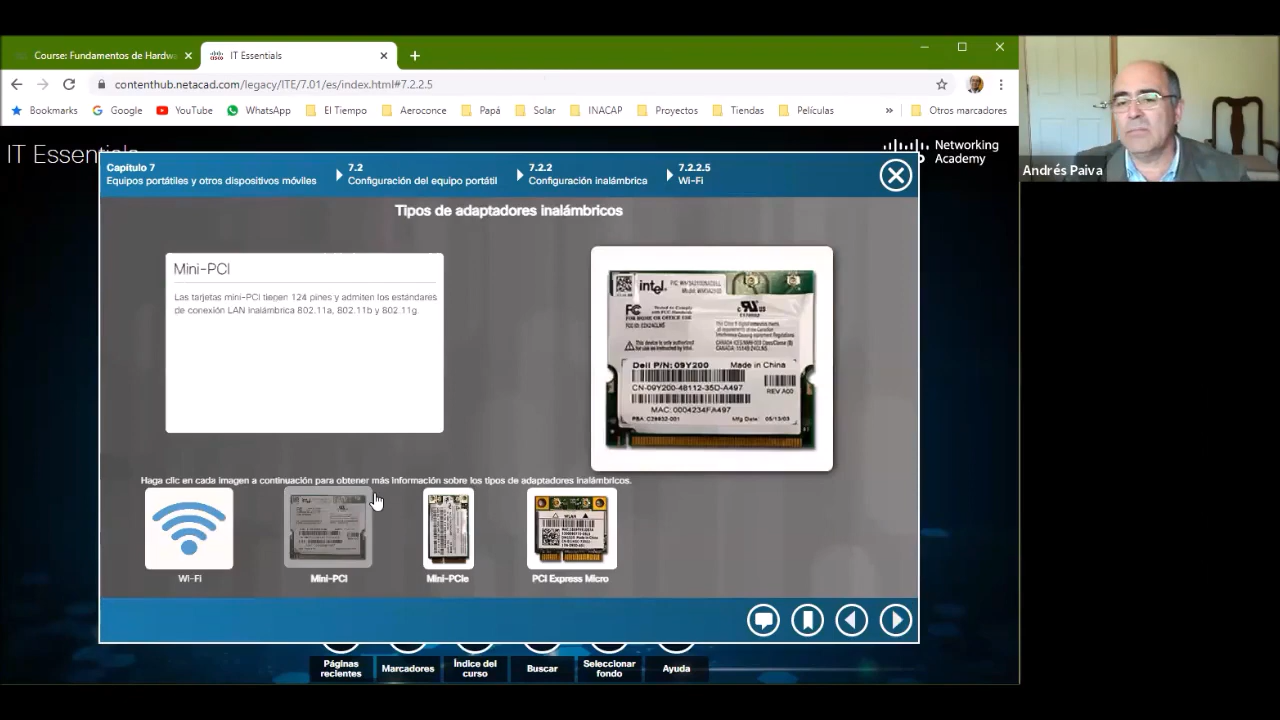 Course: Fundamentos de Hardwa
IT Essentials
contenthub.netacad.com/legacy/ITE/7.01/es/index.html#7.2.2.5
Bookmarks
Google
YouTube
WhatsApp
El Tiempo
Aeroconce
Papá
Solar
INACAP
Proyectos
Tiendas
Películas
»
Otros marcadores
IT Essentials
Networking
Academy
Andrés Paiva
Capítulo 7
Equipos portátiles y otros dispositivos móviles
7.2
Configuración del equipo portátil
7.2.2
Configuración inalámbrica
7.2.2.5
Wi-Fi
Tipos de adaptadores inalámbricos
Mini-PCI
Las tarjetas mini-PCI tienen 124 pines y admiten los estándares
de conexión LAN inalámbrica 802.11a, 802.11b y 802.11g
intel
FC
Dell P/N: 09Y200
Made in China
CN-09Y200-48112-35D-A497
REV A00
MAC: 0004234FA497
Mfg Date: 05/13/03
Haga clic en cada imagen a continuación para obtener más información sobre los tipos de adaptadores inalámbricos.
Wi-Fi
Mini-PCI
Mini-PCIe
PCI Express Micro
Páginas
recientes
Marcadores
Índice del
curso
Buscar
Seleccionar
fondo
Ayuda